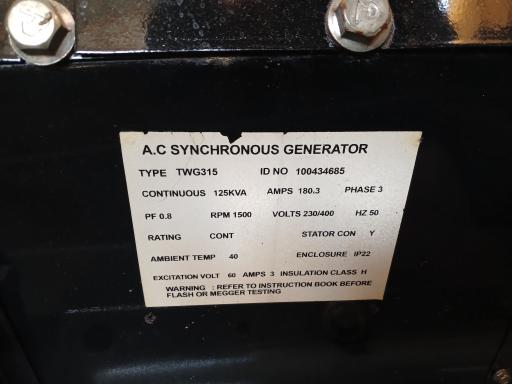 A.C SYNCHRONOUS GENERATOR
TYPE TWG315 ID NO 100434685
CONTINUOUS 125KVA AMPS 180.3 PHASE 3
PF 0.8 RPM 1500 VOLTS 230/400 HZ 50
RATING CONT STATOR CON Y
AMBIENT TEMP 40 ENCLOSURE IP22
EXCITATION VOLT 60 AMPS 3 INSULATION CLASS H
WARNING : REFER TO INSTRUCTION BOOK BEFORE
FLASH OR MEGGER TESTING